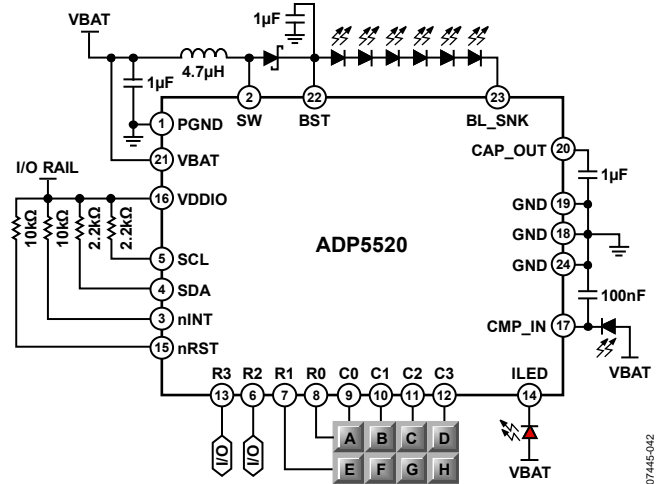 VBAT
1µF
4.7µH
1µF
2
SW
22
BST
23
BL_SNK
1 PGND
21 VBAT
I/O RAIL
16 VDDIO
10kΩ
10kΩ
2.2kΩ
2.2kΩ
5 SCL
4 SDA
3 nINT
15 nRST
ADP5520
CAP_OUT 20
1µF
GND 19
GND 18
GND 24
100nF
CMP_IN 17
VBAT
R3 R2 R1 R0 C0 C1 C2 C3 ILED
13 6 7 8 9 10 11 12 14
I/O I/O
A B C D
E F G H
VBAT
07445-042